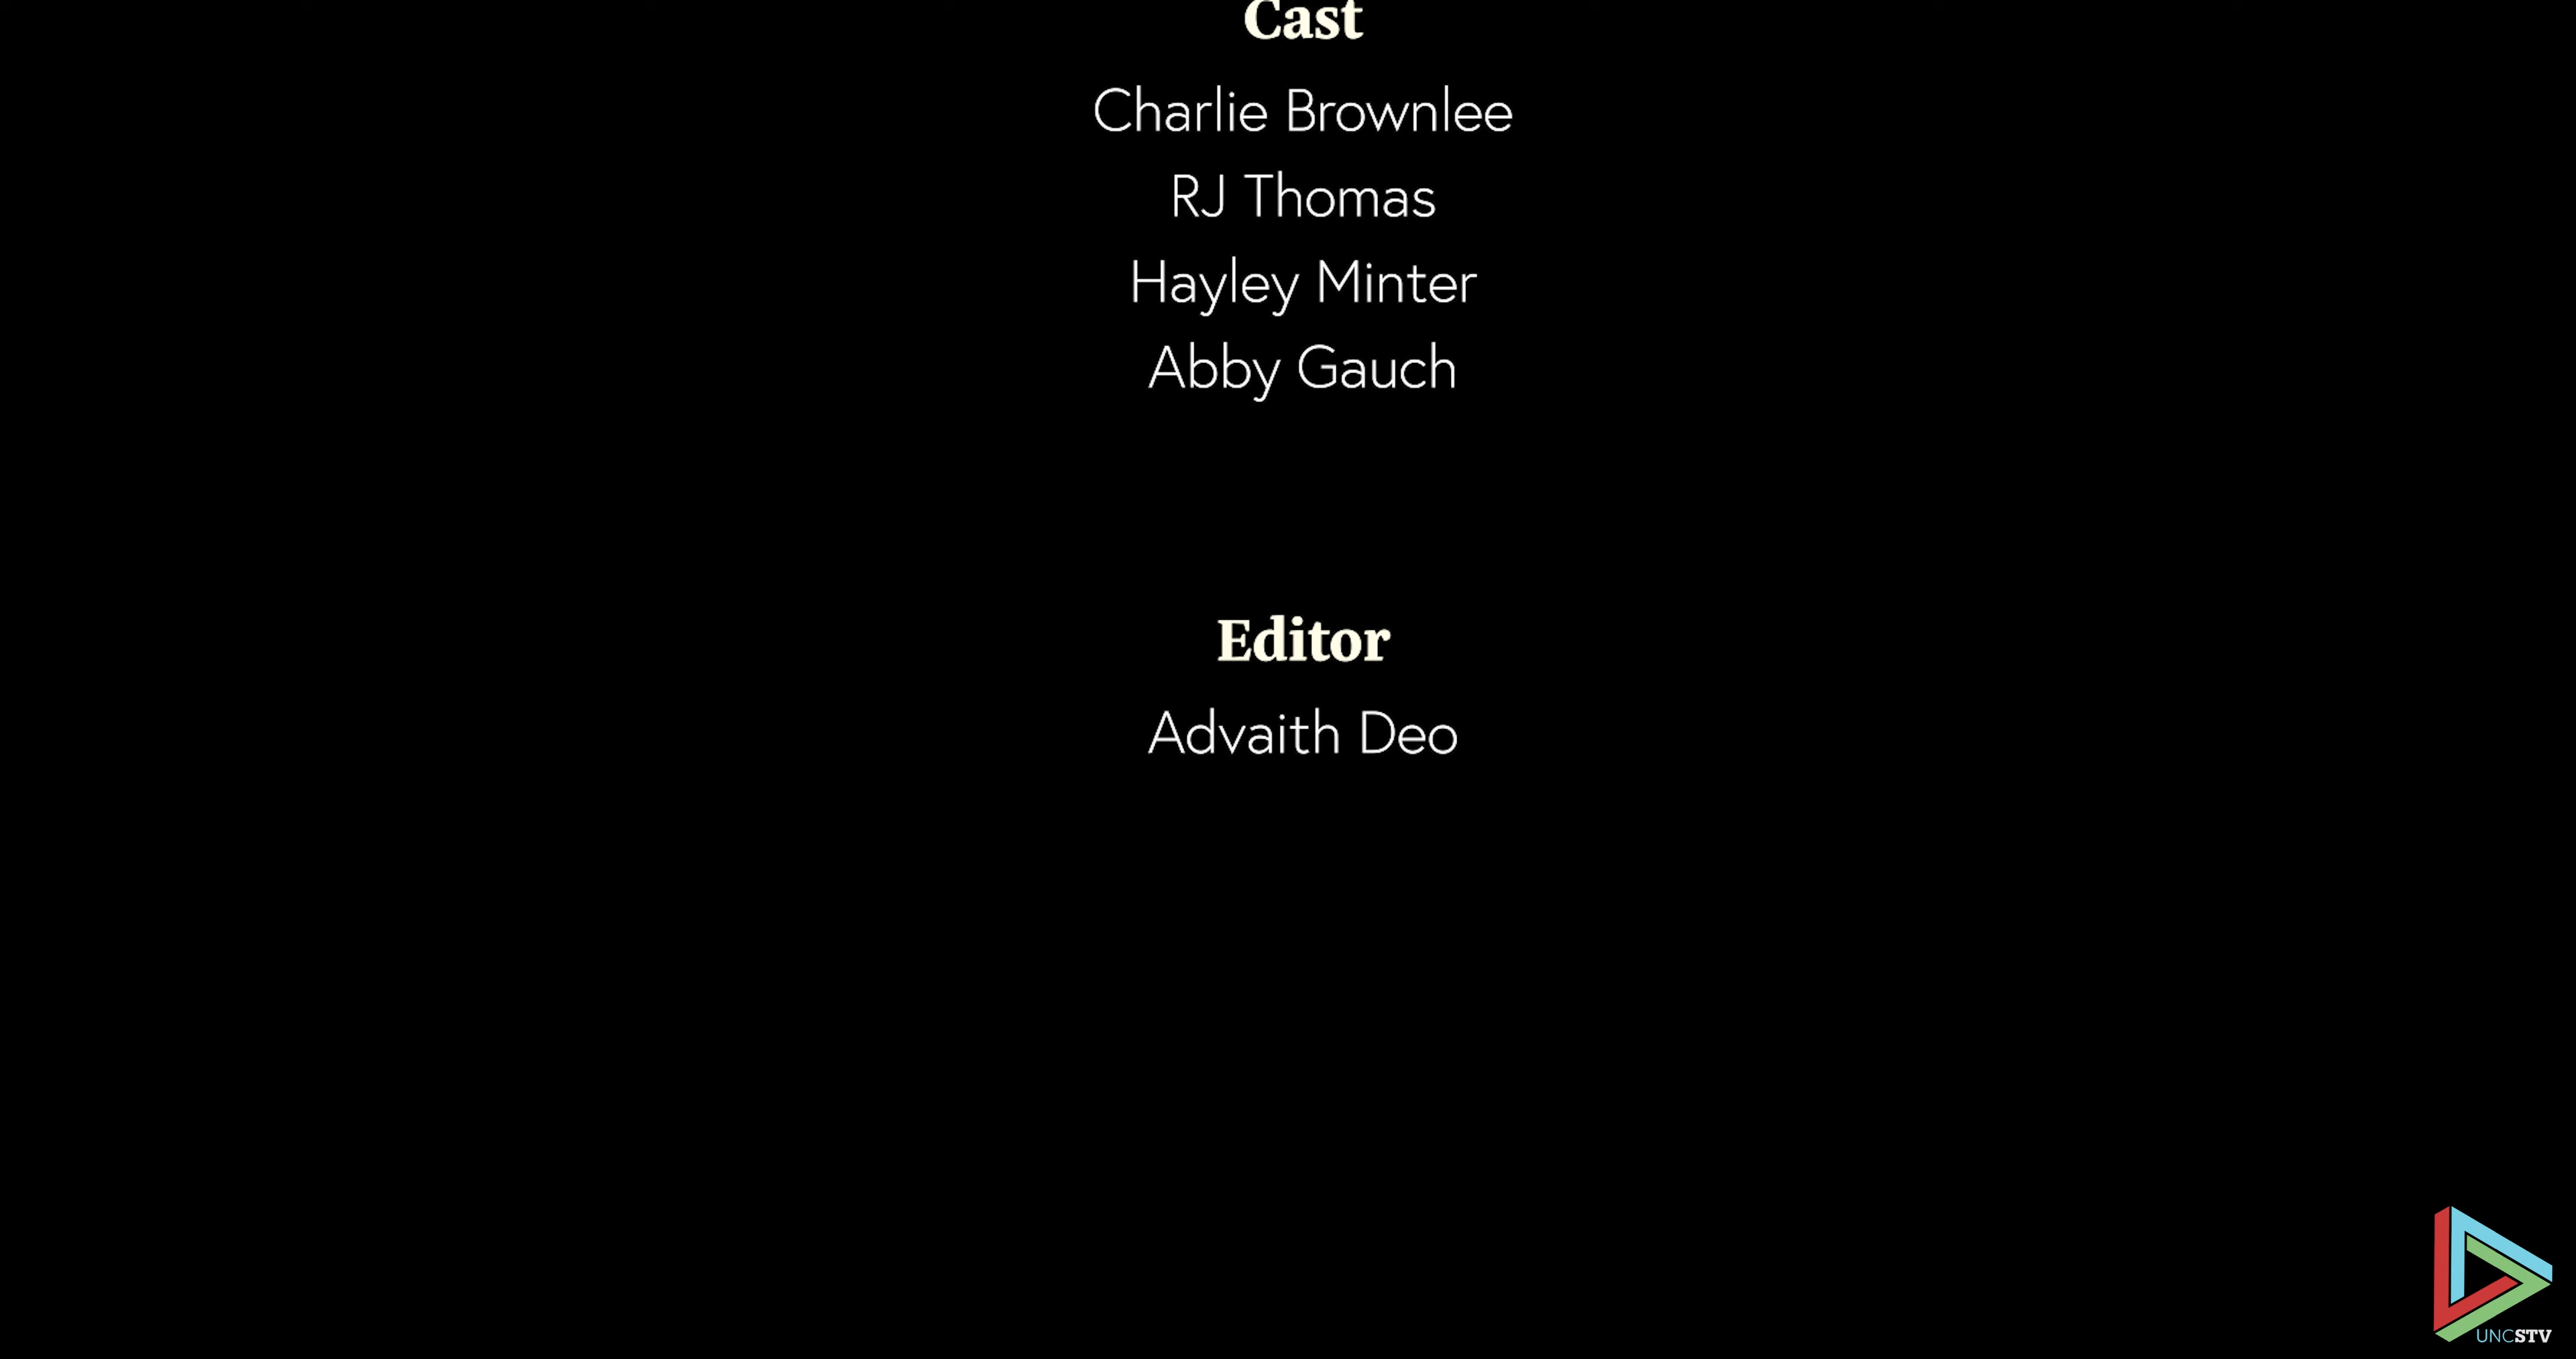 Cast
Charlie Brownlee
RJ Thomas
Hayley Minter
Abby Gauch
Editor
Advaith Deo
UNCSTV